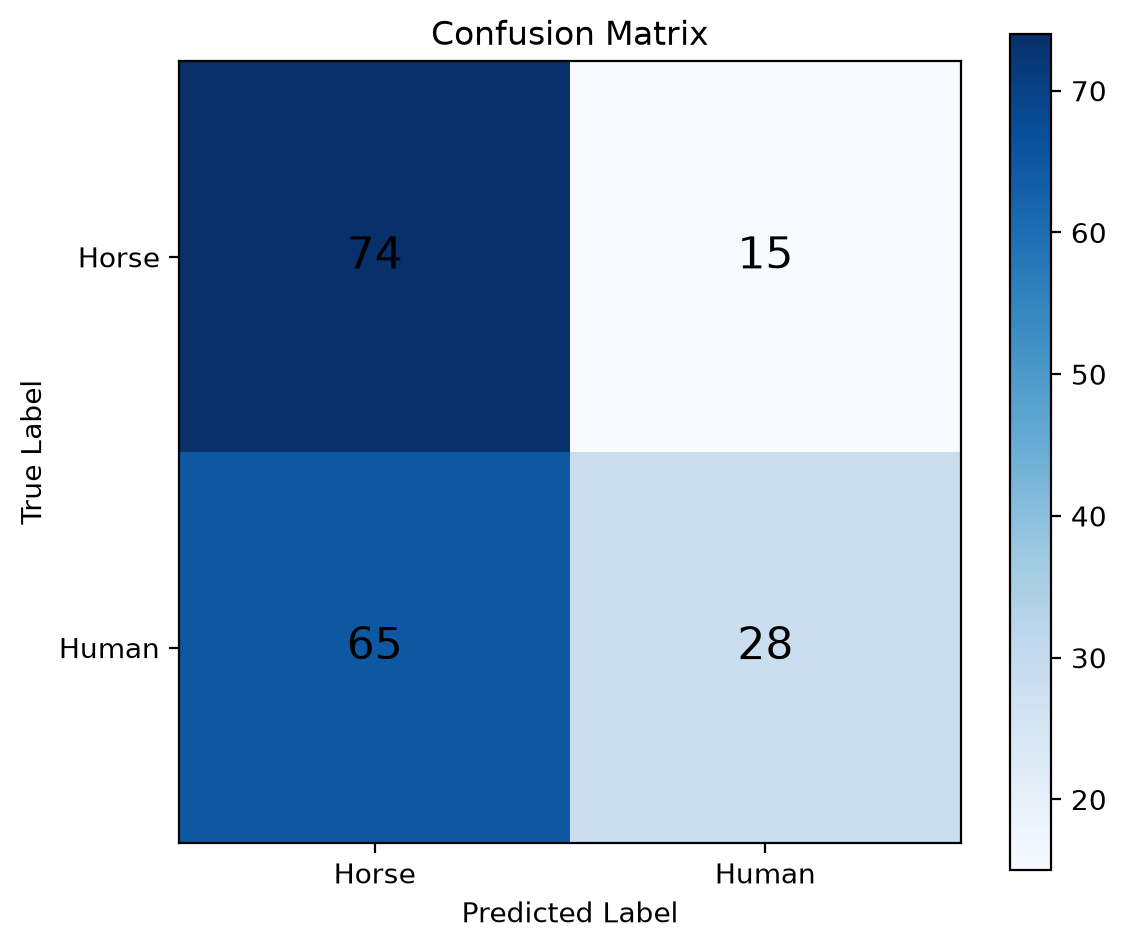 Confusion Matrix
True Label
Horse
Human
74
15
65
28
Horse
Human
Predicted Label
70
60
50
40
30
20